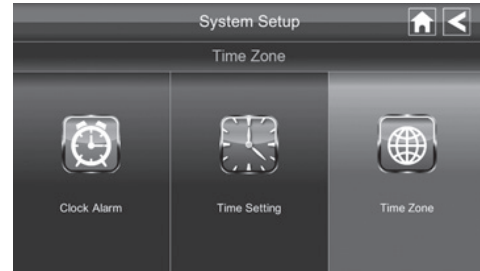 System Setup
Time Zone
Clock Alarm
Time Setting
Time Zone